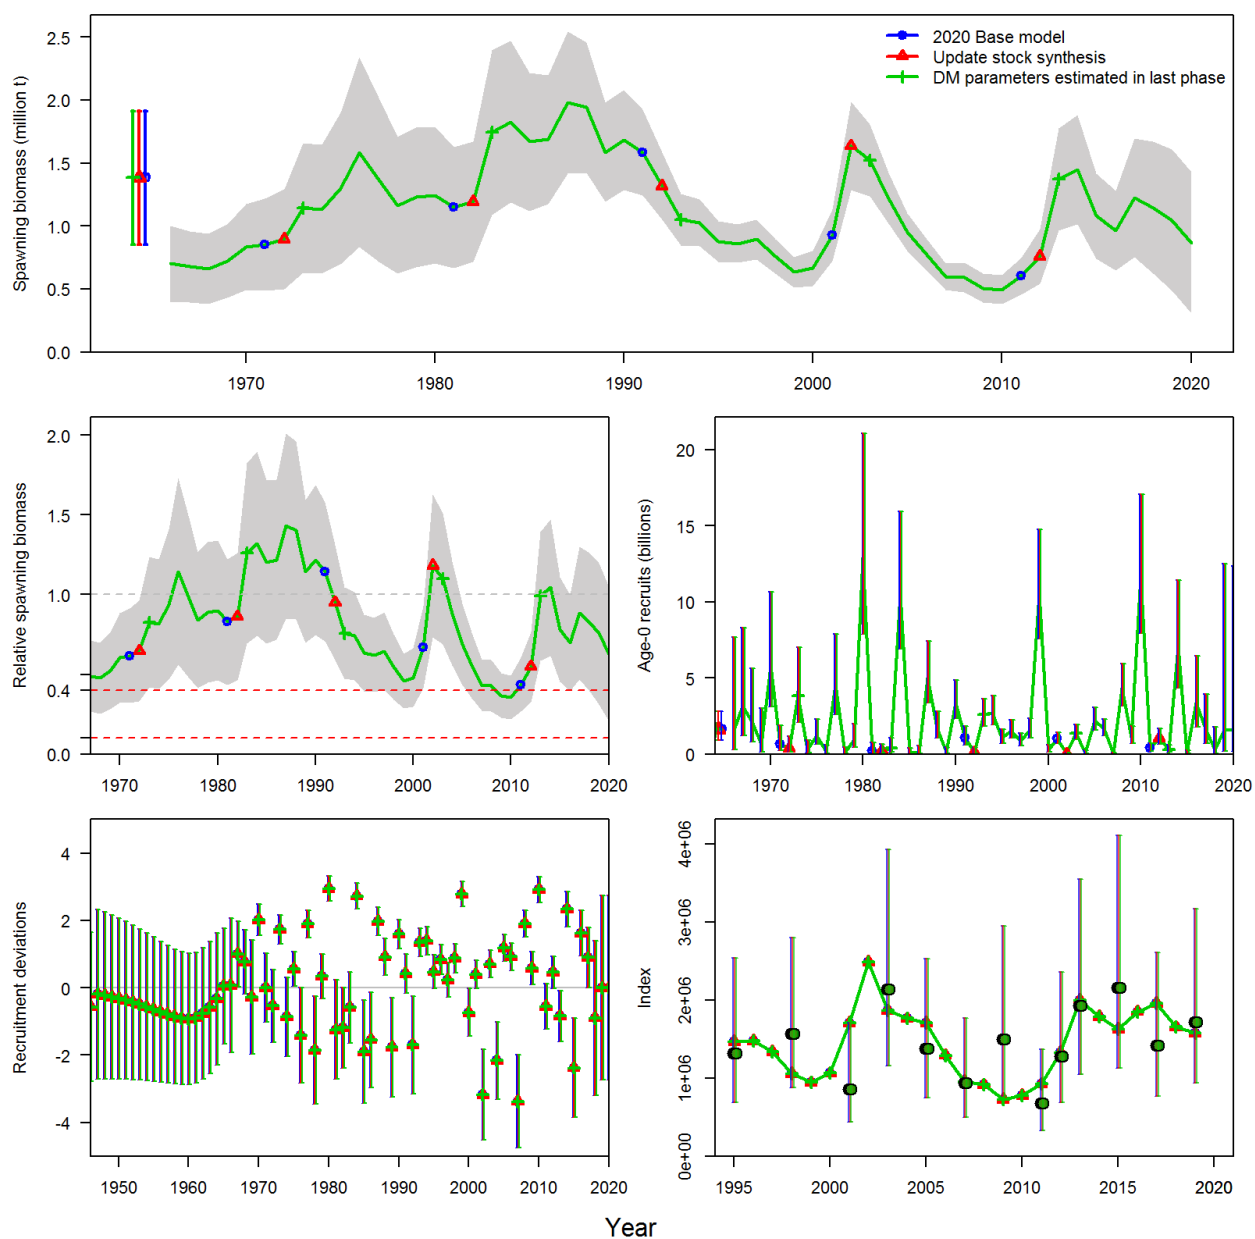 2020 Base model
Update stock synthesis
DM parameters estimated in last phase
Spawning biomass (million t)
2.5
2.0
1.5
1.0
0.5
0.0
1970 1980 1990 2000 2010 2020
Relative spawning biomass
2.0
1.5
1.0
0.4
0.0
1970 1980 1990 2000 2010 2020
Age-0 recruits (billions)
20
15
10
5
0
1970 1980 1990 2000 2010 2020
Recruitment deviations
4
2
0
-2
-4
1950 1960 1970 1980 1990 2000 2010 2020
Index
4e+06
3e+06
2e+06
1e+06
0e+00
1995 2000 2005 2010 2015 2020
Year